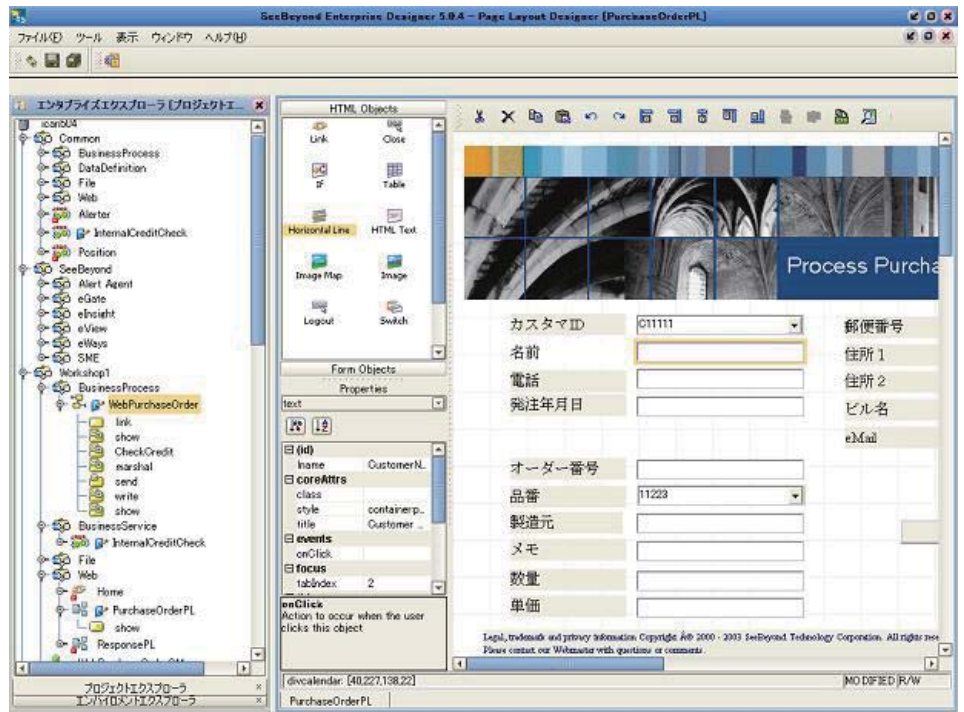 SeeBeyond Enterprise Designer 5.0.4 - Page Layout Designer [PurchaseOrderPL]
ファイル(F) ツール 表示 ウィンドウ ヘルプ(H)
エンタプライズエクスプローラ [プロジェクトエ...
ican504
Common
BusinessProcess
DataDefinition
File
Web
Alerter
InternalCreditCheck
Position
SeeBeyond
Alert Agent
eGate
eInsight
eView
eWays
SME
Workshop1
BusinessProcess
WebPurchaseOrder
link
show
CheckCredit
marshal
send
write
show
BusinessService
InternalCreditCheck
File
Web
Home
PurchaseOrderPL
show
ResponsePL
プロジェクトエクスプローラ
エンバイロメントエクスプローラ
HTML Objects
Link Close
If Table
Horizontal Line HTML Text
Image Map Image
Logout Switch
Form Objects
Properties
text
(id)
name CustomerN..
coreAttrs
class
style containerp..
title Customer ..
events
onClick
focus
tabIndex 2
onClick
Action to occur when the user
clicks this object
Process Purcha
カスタマID C11111 郵便番号
名前 住所1
電話 住所2
発注年月日 ビル名
eMail
オーダー番号
品番 11223
製造元
メモ
数量
単価
Legal, trademark and privacy information Copyright Â® 2000 - 2003 SeeBeyond Technology Corporation. All rights rese
Please contact our Webmaster with questions or comments.
divcalendar: [40,227,138,22] MODIFIED R/W
PurchaseOrderPL